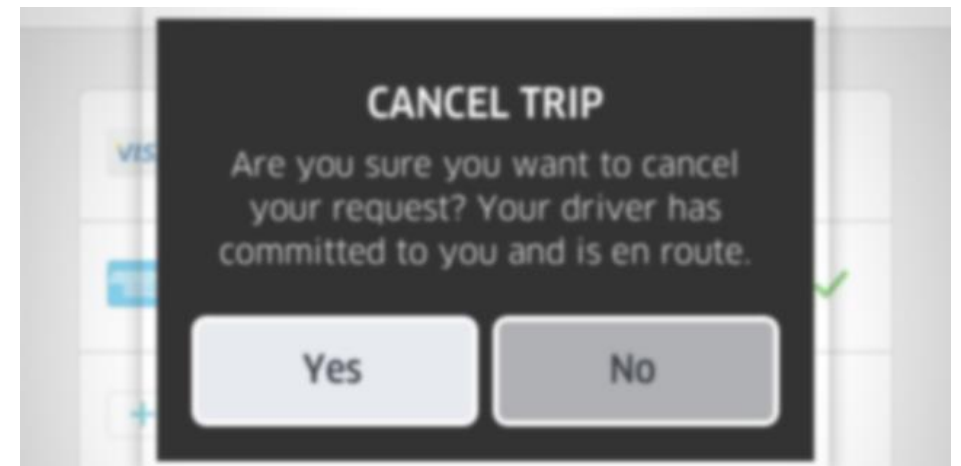 CANCEL TRIP
Are you sure you want to cancel
your request? Your driver has
committed to you and is en route.
VIS
Yes
No